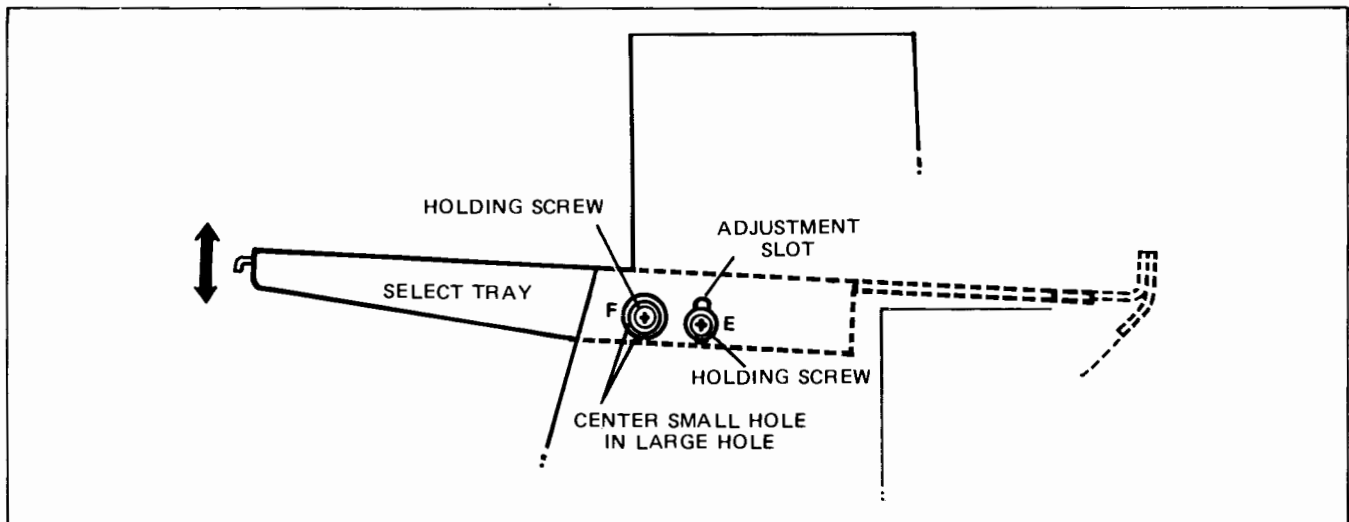 HOLDING SCREW
ADJUSTMENT
SLOT
SELECT TRAY
F
E
HOLDING SCREW
CENTER SMALL HOLE
IN LARGE HOLE